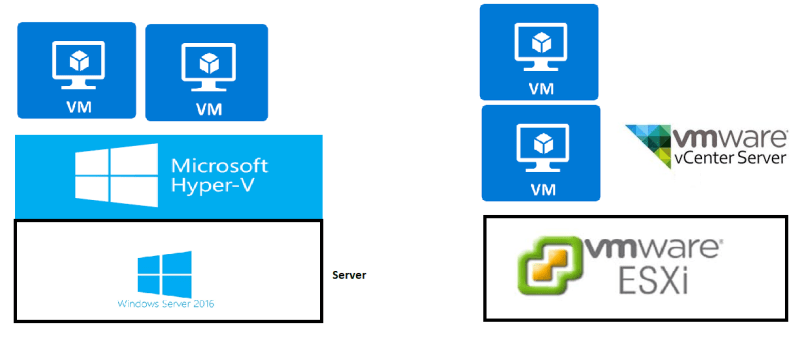 VM
VM
Microsoft
Hyper-V
Windows Server 2016
Server
VM
VM
vmware
vCenter Server
vmware®
ESXi